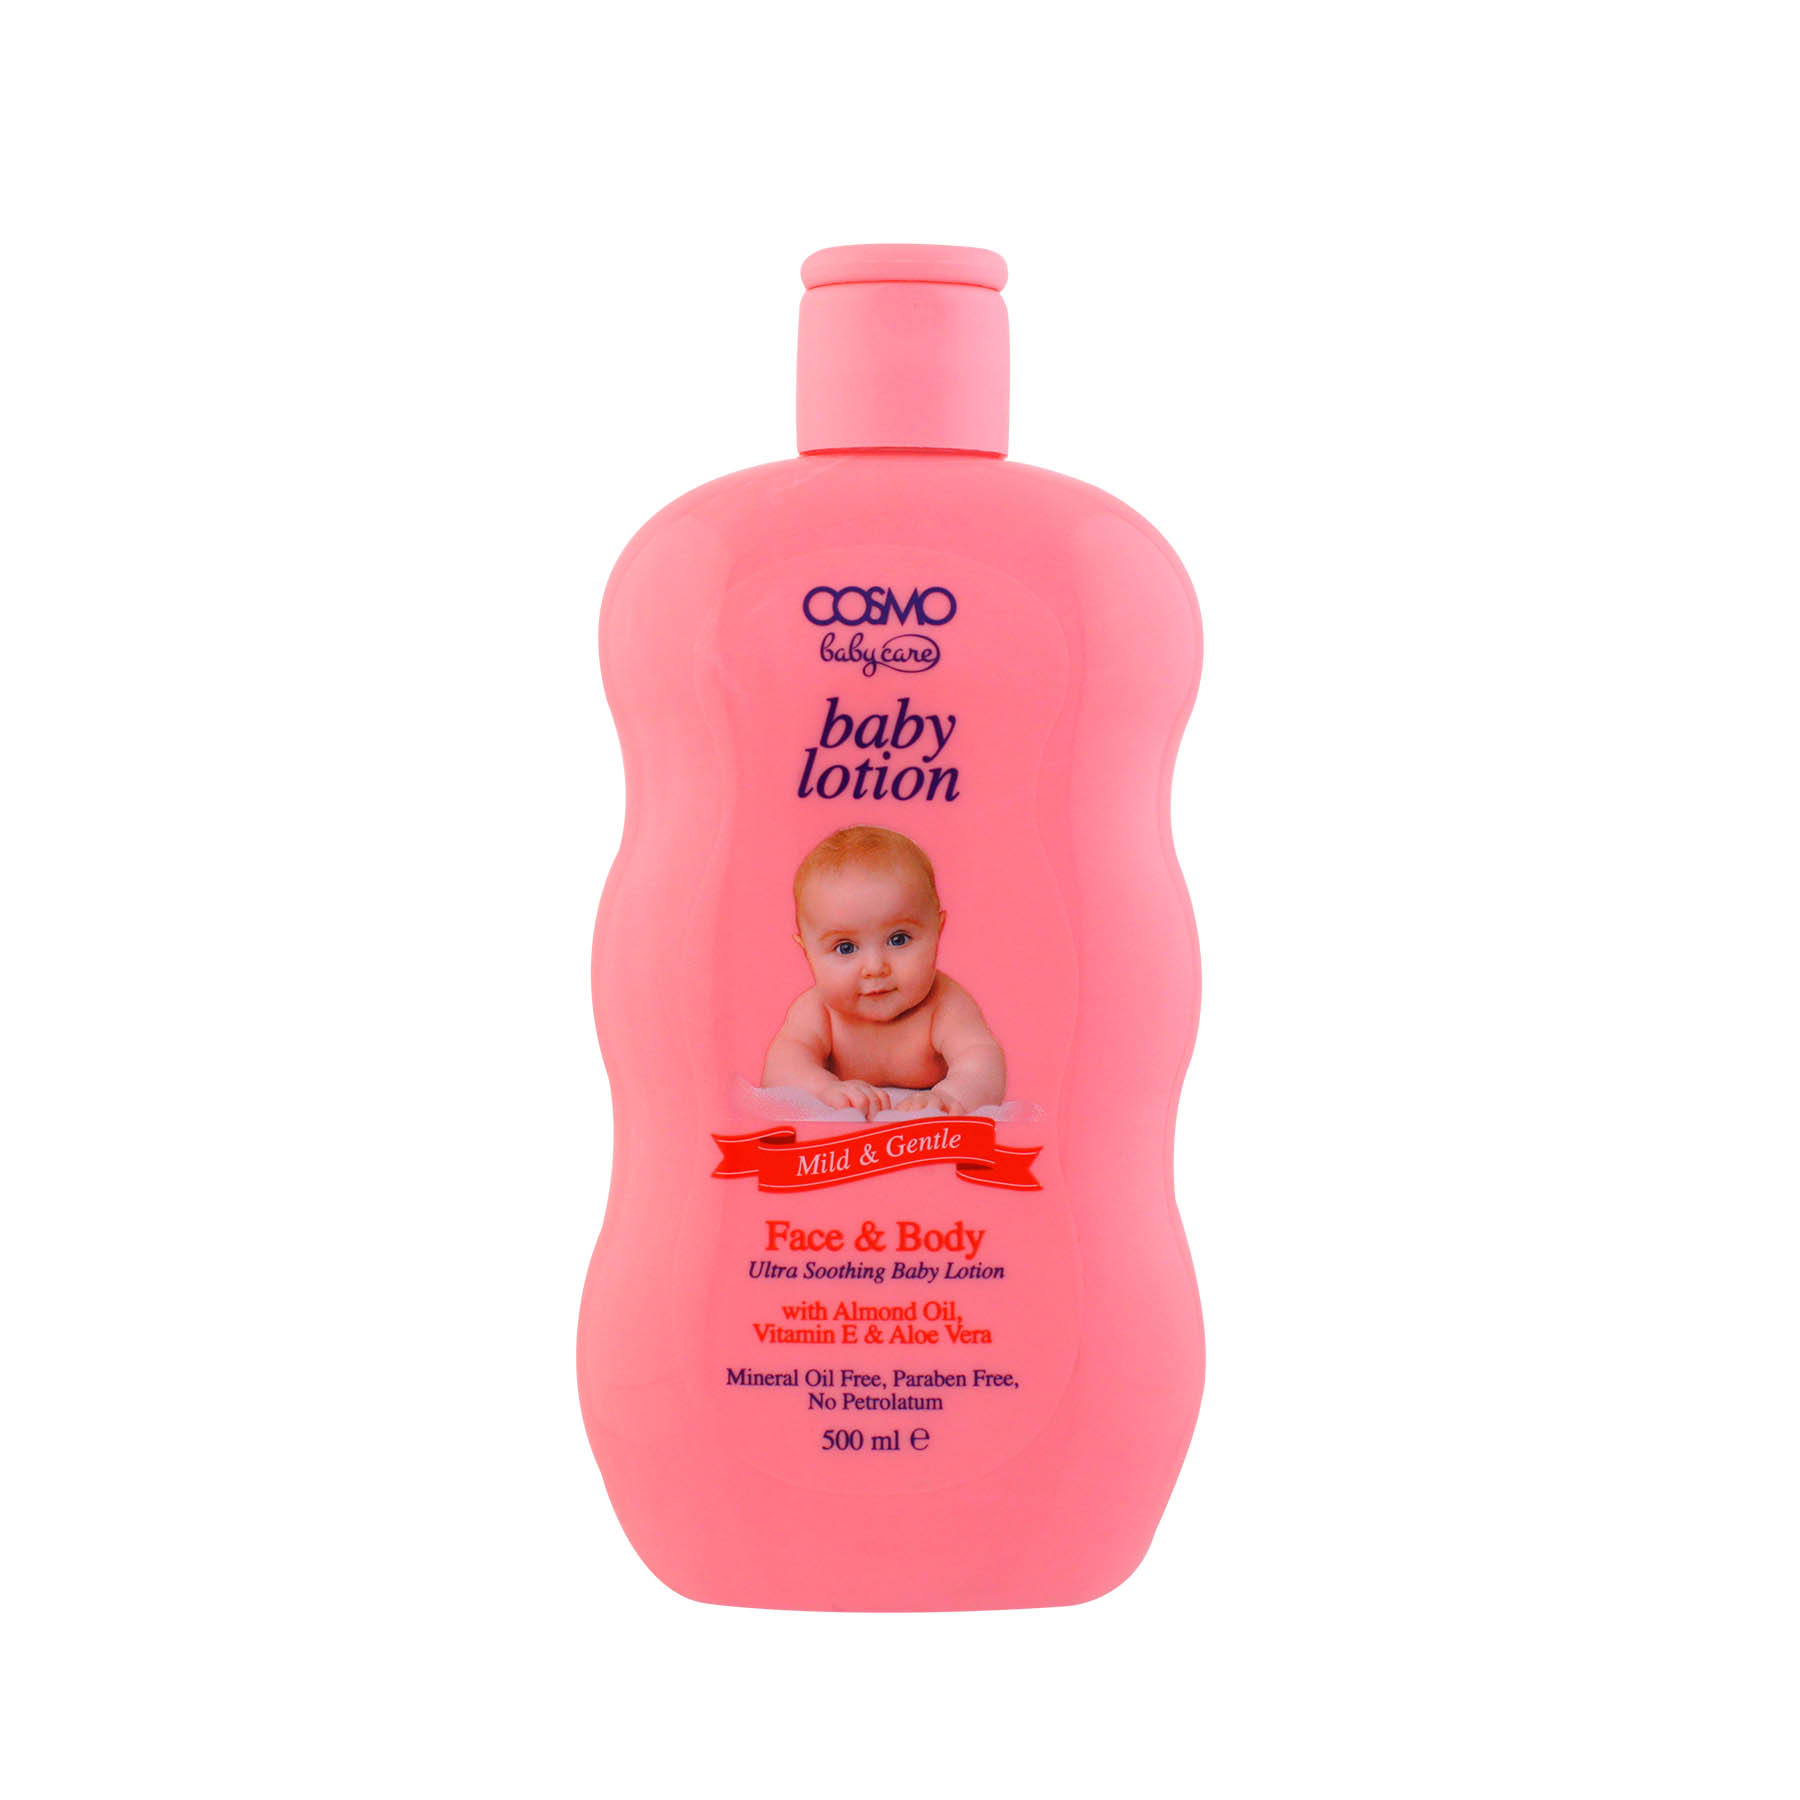 COSMO
baby care
baby
lotion
Mild & Gentle
Face & Body
Ultra Soothing Baby Lotion
with Almond Oil,
Vitamin E & Aloe Vera
Mineral Oil Free, Paraben Free,
No Petrolatum
500 ml ℮